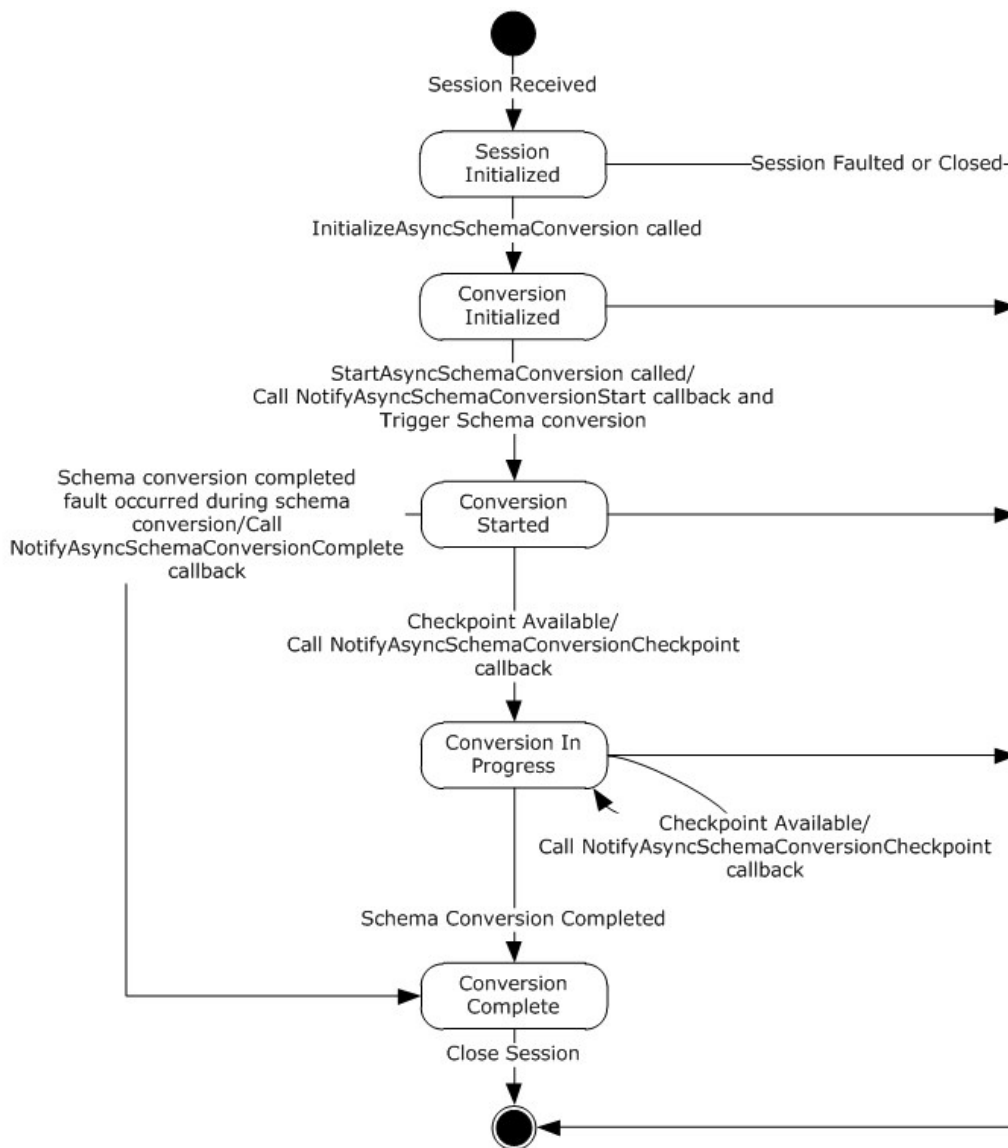 Session Received
Session
Initialized
Session Faulted or Closed
InitializeAsyncSchemaConversion called
Conversion
Initialized
StartAsyncSchemaConversion called/
Call NotifyAsyncSchemaConversionStart callback and
Trigger Schema conversion
Schema conversion completed
fault occurred during schema
conversion/Call
NotifyAsyncSchemaConversionComplete
callback
Conversion
Started
Checkpoint Available/
Call NotifyAsyncSchemaConversionCheckpoint
callback
Conversion In
Progress
Checkpoint Available/
Call NotifyAsyncSchemaConversionCheckpoint
callback
Schema Conversion Completed
Conversion
Complete
Close Session